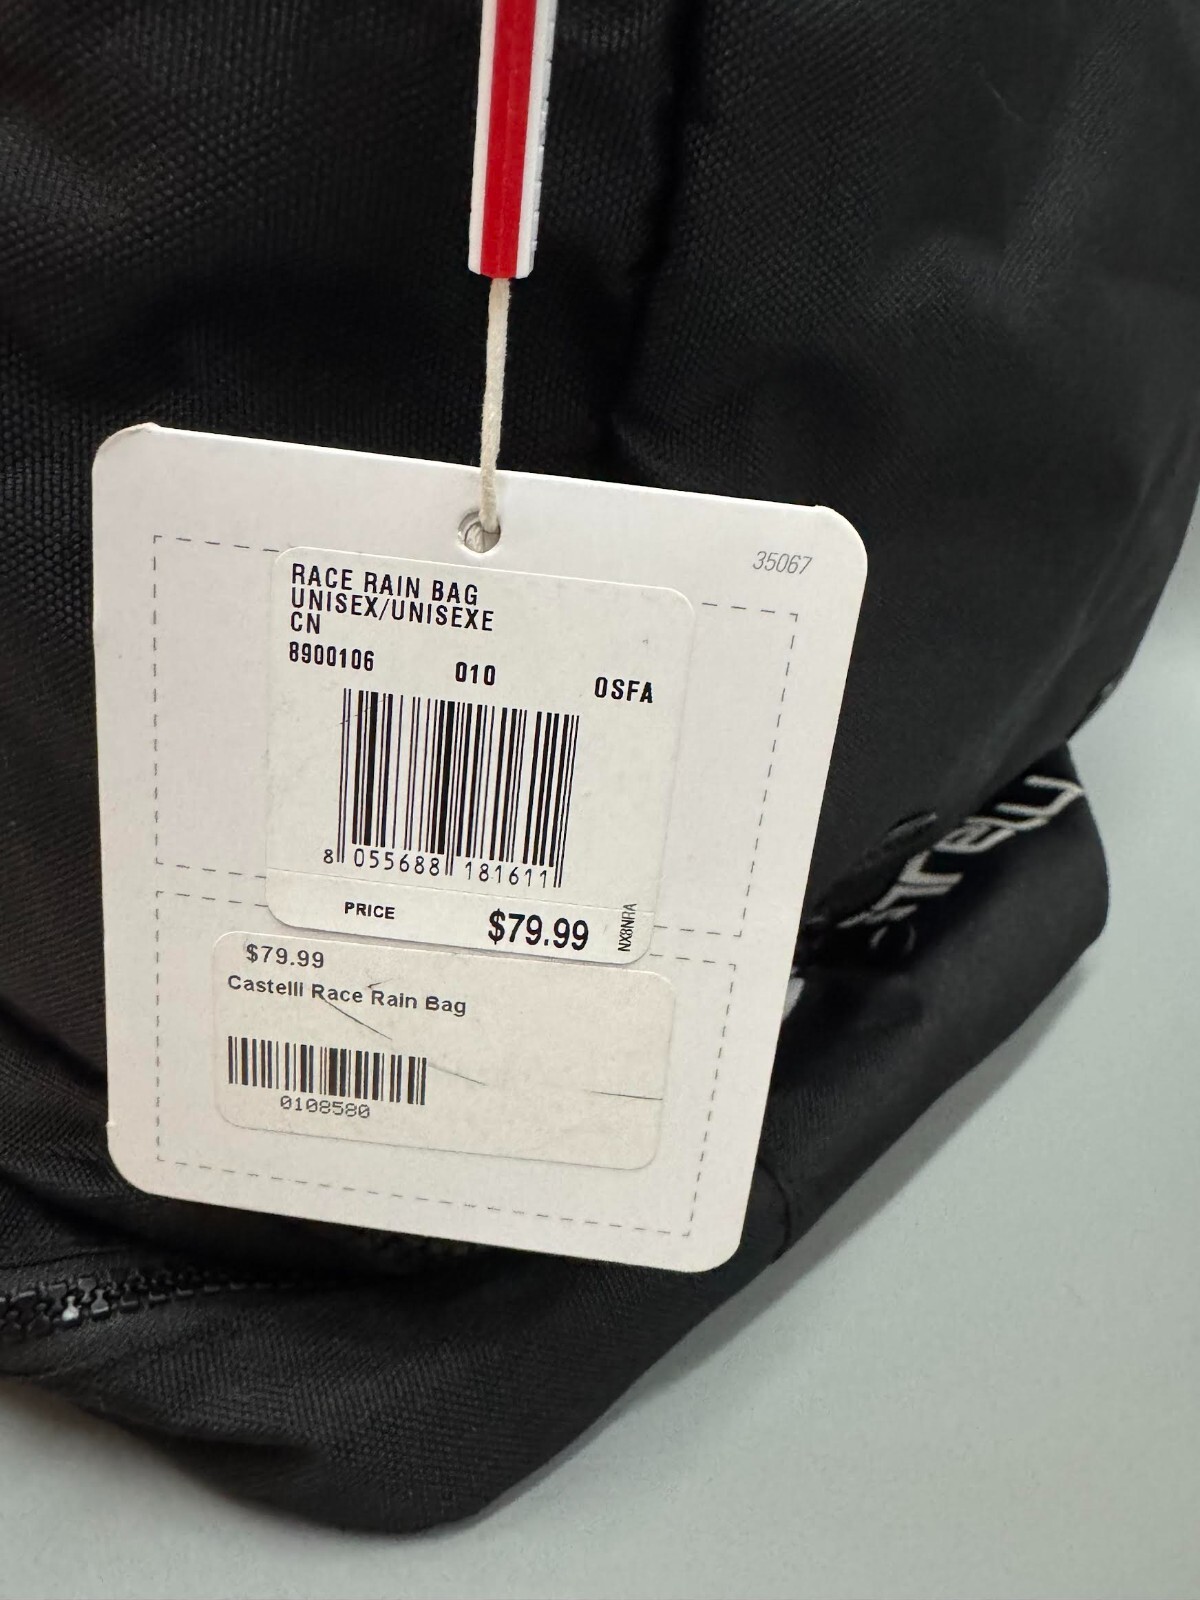 35067
RACE RAIN BAG
UNISEX/UNISEXE
CN
8900106 010 OSFA
8 055688 181611
PRICE $79.99 NX8NRA
$79.99
Castelli Race Rain Bag
0108580